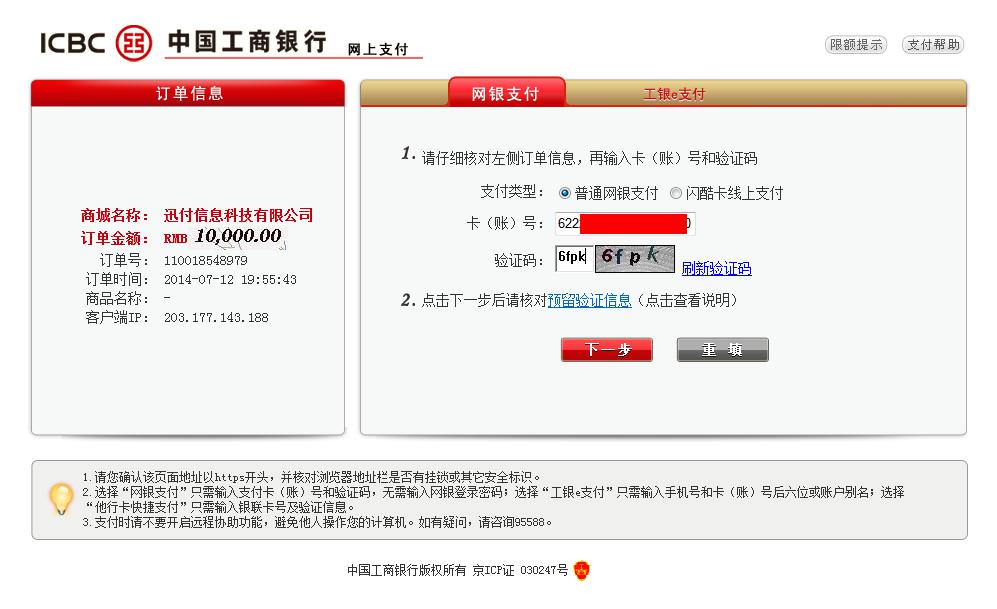 ICBC 中国工商银行 网上支付
限额提示 支付帮助
订单信息
商城名称： 迅付信息科技有限公司
订单金额： RMB 10,000.00
订单号： 110018548979
订单时间： 2014-07-12 19:55:43
商品名称： -
客户端IP： 203.177.143.188
网银支付 工银e支付
1. 请仔细核对左侧订单信息，再输入卡（账）号和验证码
支付类型： 普通网银支付 闪酷卡线上支付
卡（账）号： 622 0
验证码： 6fpk 6fpk 刷新验证码
2. 点击下一步后请核对预留验证信息（点击查看说明）
下一步 重 填
1.请您确认该页面地址以https开头，并核对浏览器地址栏是否有挂锁或其它安全标识。
2.选择“网银支付”只需输入支付卡（账）号和验证码，无需输入网银登录密码；选择“工银e支付”只需输入手机号和卡（账）号后六位或账户别名；选择
“他行卡快捷支付”只需输入银联卡号及验证信息。
3.支付时请不要开启远程协助功能，避免他人操作您的计算机。如有疑问，请咨询95588。
中国工商银行版权所有 京ICP证 030247号